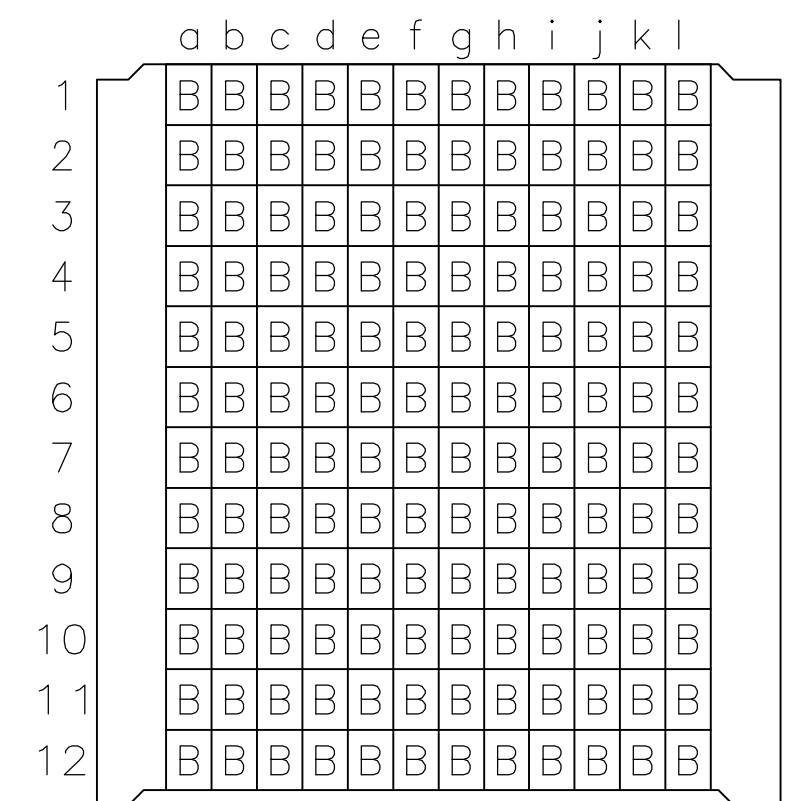 a b c d e f g h i j k l
1 B B B B B B B B B B B B
2 B B B B B B B B B B B B
3 B B B B B B B B B B B B
4 B B B B B B B B B B B B
5 B B B B B B B B B B B B
6 B B B B B B B B B B B B
7 B B B B B B B B B B B B
8 B B B B B B B B B B B B
9 B B B B B B B B B B B B
10 B B B B B B B B B B B B
11 B B B B B B B B B B B B
12 B B B B B B B B B B B B